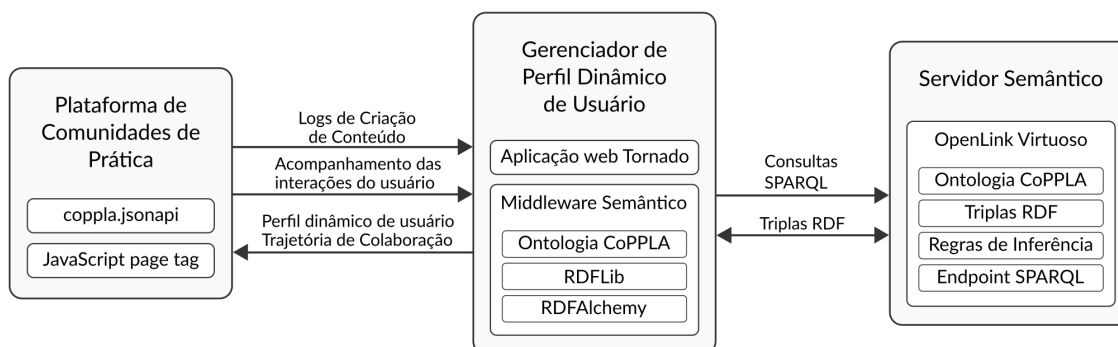 Plataforma de
Comunidades de
Prática
coppla.jsonapi
JavaScript page tag
Logs de Criação
de Conteúdo
Acompanhamento das
interações do usuário
Perfil dinâmico de usuário
Trajetória de Colaboração
Gerenciador de
Perfil Dinâmico
de Usuário
Aplicação web Tornado
Middleware Semântico
Ontologia CoPPLA
RDFLib
RDFAlchemy
Consultas
SPARQL
Triplas RDF
Servidor Semântico
OpenLink Virtuoso
Ontologia CoPPLA
Triplas RDF
Regras de Inferência
Endpoint SPARQL